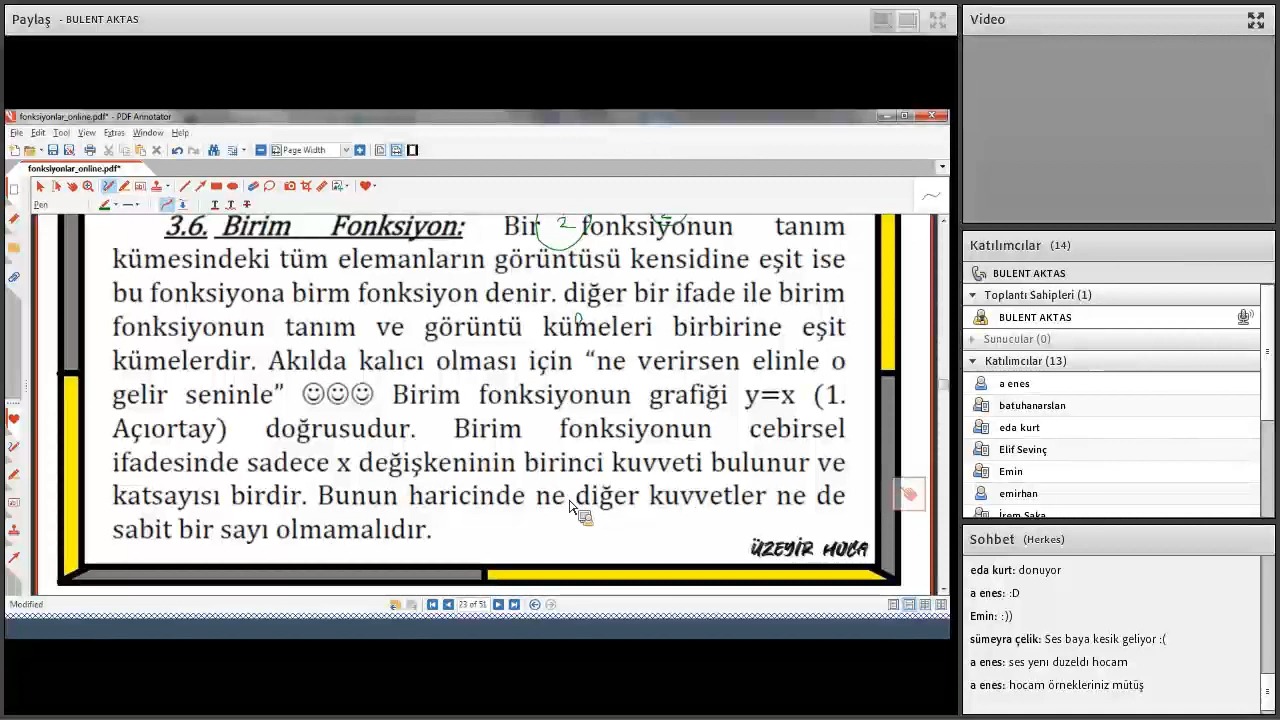 Paylaş - BULENT AKTAS
fonksiyonlar_online.pdf* - PDF Annotator
File Edit Tool View Extras Window Help
Page Width
fonksiyonlar_online.pdf*
Pen
3.6. Birim Fonksiyon: Bir fonksiyonun tanım
2
kümesindeki tüm elemanların görüntüsü kensidine eşit ise
bu fonksiyona birm fonksiyon denir. diğer bir ifade ile birim
fonksiyonun tanım ve görüntü kümeleri birbirine eşit
kümelerdir. Akılda kalıcı olması için “ne verirsen elinle o
gelir seninle” ☺☺☺ Birim fonksiyonun grafiği y=x (1.
Açıortay) doğrusudur. Birim fonksiyonun cebirsel
ifadesinde sadece x değişkeninin birinci kuvveti bulunur ve
katsayısı birdir. Bunun haricinde ne diğer kuvvetler ne de
sabit bir sayı olmamalıdır.
ÜZEYİR HOCA
Modified
23 of 51
Video
Katılımcılar (14)
BULENT AKTAS
Toplantı Sahipleri (1)
BULENT AKTAS
Sunucular (0)
Katılımcılar (13)
a enes
batuhanarslan
eda kurt
Elif Sevinç
Emin
emirhan
İrem Saka
Sohbet (Herkes)
eda kurt: donuyor
a enes: :D
Emin: :))
sümeyra çelik: Ses baya kesik geliyor :(
a enes: ses yenı duzeldı hocam
a enes: hocam örnekleriniz mütüş